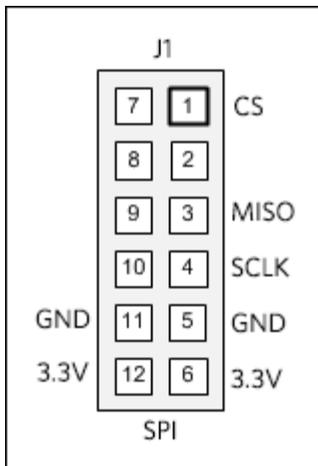 J1
7 1 CS
8 2
9 3 MISO
10 4 SCLK
GND 11 5 GND
3.3V 12 6 3.3V
SPI